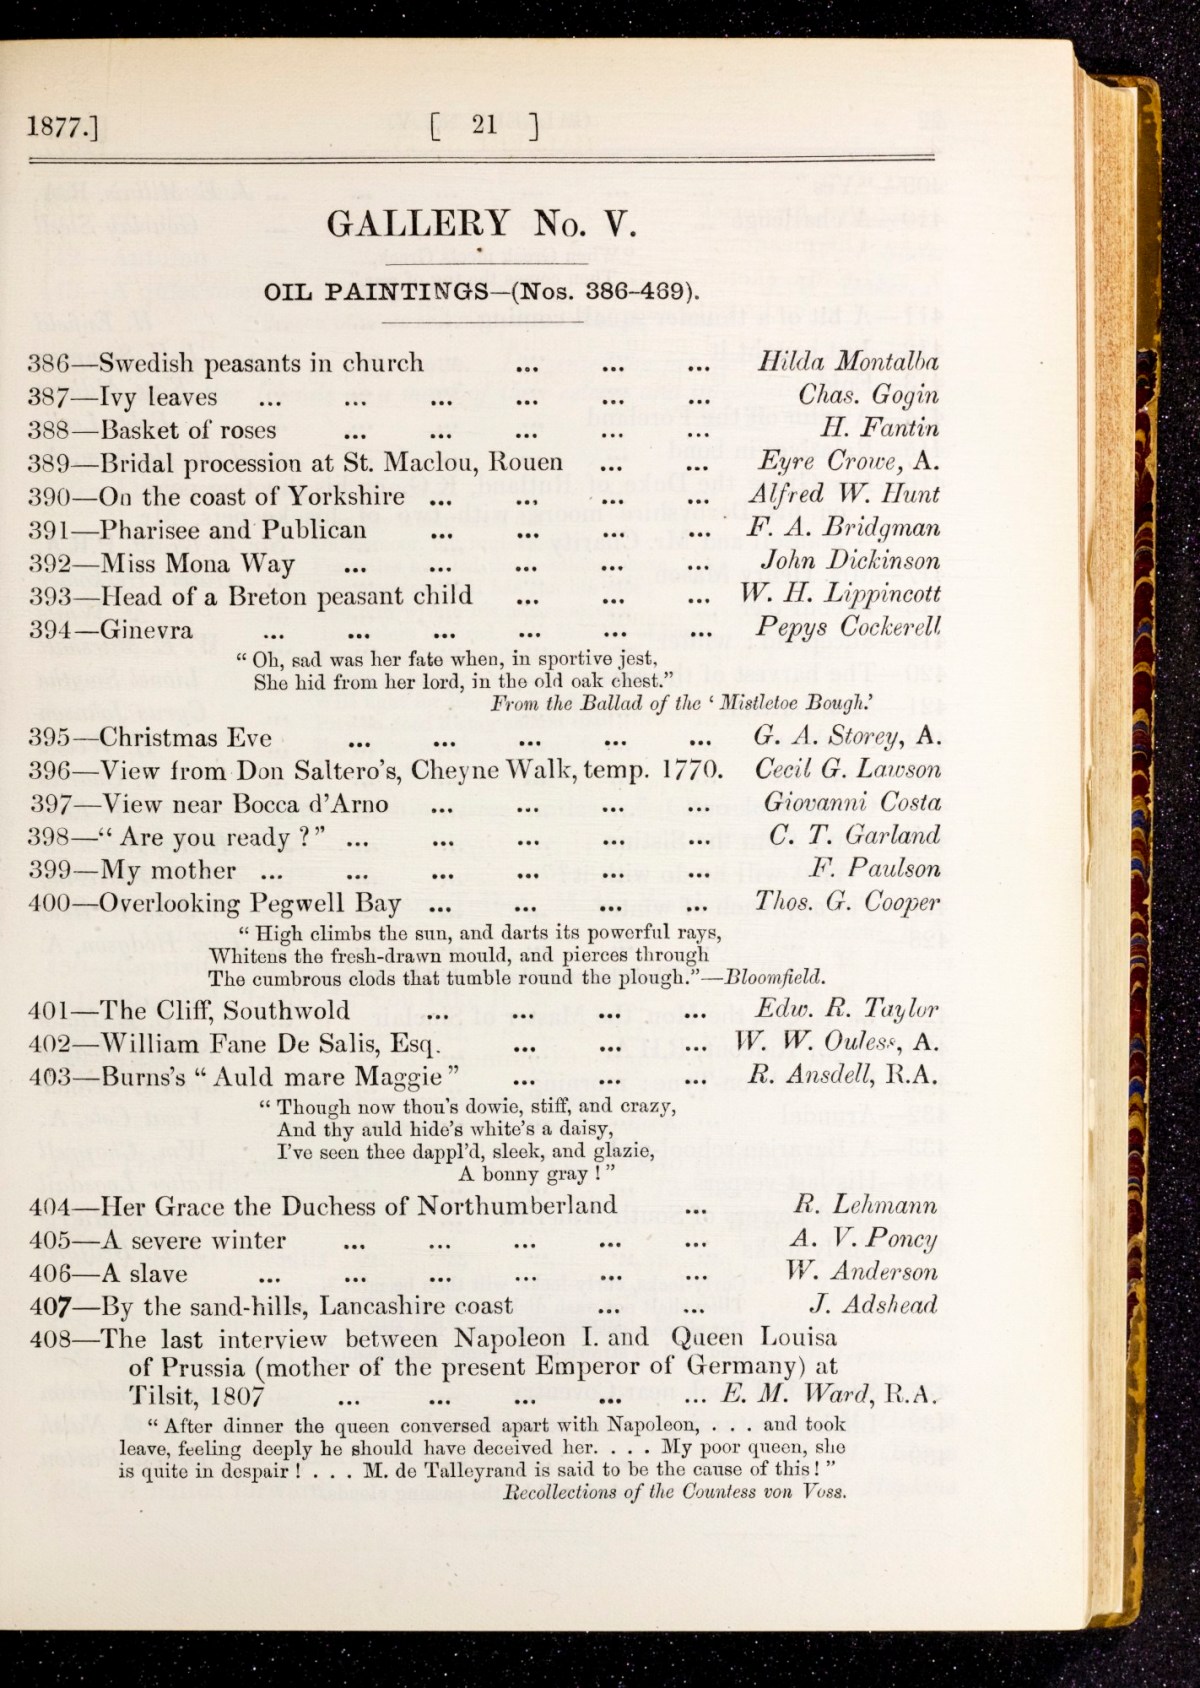 1877.] [ 21 ]
GALLERY No. V.
OIL PAINTINGS—(Nos. 386-469).
386—Swedish peasants in church ... ... ... Hilda Montalba
387—Ivy leaves ... ... ... ... ... ... Chas. Gogin
388—Basket of roses ... ... ... ... ... H. Fantin
389—Bridal procession at St. Maclou, Rouen ... ... Eyre Crowe, A.
390—On the coast of Yorkshire ... ... ... ... Alfred W. Hunt
391—Pharisee and Publican ... ... ... ... F. A. Bridgman
392—Miss Mona Way ... ... ... ... ... John Dickinson
393—Head of a Breton peasant child ... ... ... W. H. Lippincott
394—Ginevra ... ... ... ... ... ... Pepys Cockerell
“ Oh, sad was her fate when, in sportive jest,
She hid from her lord, in the old oak chest.”
From the Ballad of the ‘ Mistletoe Bough.’
395—Christmas Eve ... ... ... ... ... G. A. Storey, A.
396—View from Don Saltero’s, Cheyne Walk, temp. 1770. Cecil G. Lawson
397—View near Bocca d’Arno ... ... ... ... Giovanni Costa
398—“ Are you ready ? ” ... ... ... ... ... C. T. Garland
399—My mother ... ... ... ... ... ... F. Paulson
400—Overlooking Pegwell Bay ... ... ... ... Thos. G. Cooper
“ High climbs the sun, and darts its powerful rays,
Whitens the fresh-drawn mould, and pierces through
The cumbrous clods that tumble round the plough.”—Bloomfield.
401—The Cliff, Southwold ... ... ... ... Edw. R. Taylor
402—William Fane De Salis, Esq. ... ... ... W. W. Ouless, A.
403—Burns’s “ Auld mare Maggie ” ... ... ... R. Ansdell, R.A.
“ Though now thou’s dowie, stiff, and crazy,
And thy auld hide’s white’s a daisy,
I’ve seen thee dappl’d, sleek, and glazie,
A bonny gray ! ”
404—Her Grace the Duchess of Northumberland ... R. Lehmann
405—A severe winter ... ... ... ... ... A. V. Poncy
406—A slave ... ... ... ... ... ... W. Anderson
407—By the sand-hills, Lancashire coast ... ... J. Adshead
408—The last interview between Napoleon I. and Queen Louisa
of Prussia (mother of the present Emperor of Germany) at
Tilsit, 1807 ... ... ... ... ... E. M. Ward, R.A.
“ After dinner the queen conversed apart with Napoleon, . . . and took
leave, feeling deeply he should have deceived her. . . . My poor queen, she
is quite in despair ! . . . M. de Talleyrand is said to be the cause of this ! ”
Recollections of the Countess von Voss.